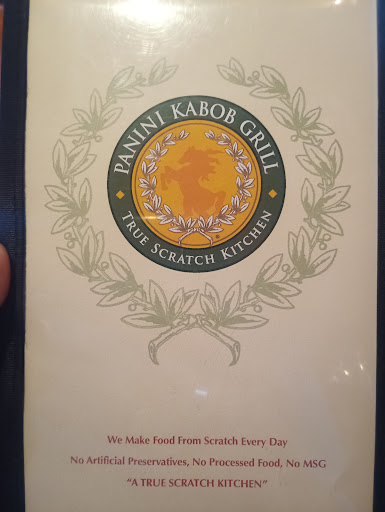 PANINI KABOB GRILL
TRUE SCRATCH KITCHEN
We Make Food From Scratch Every Day
No Artificial Preservatives, No Processed Food, No MSG
"A TRUE SCRATCH KITCHEN"